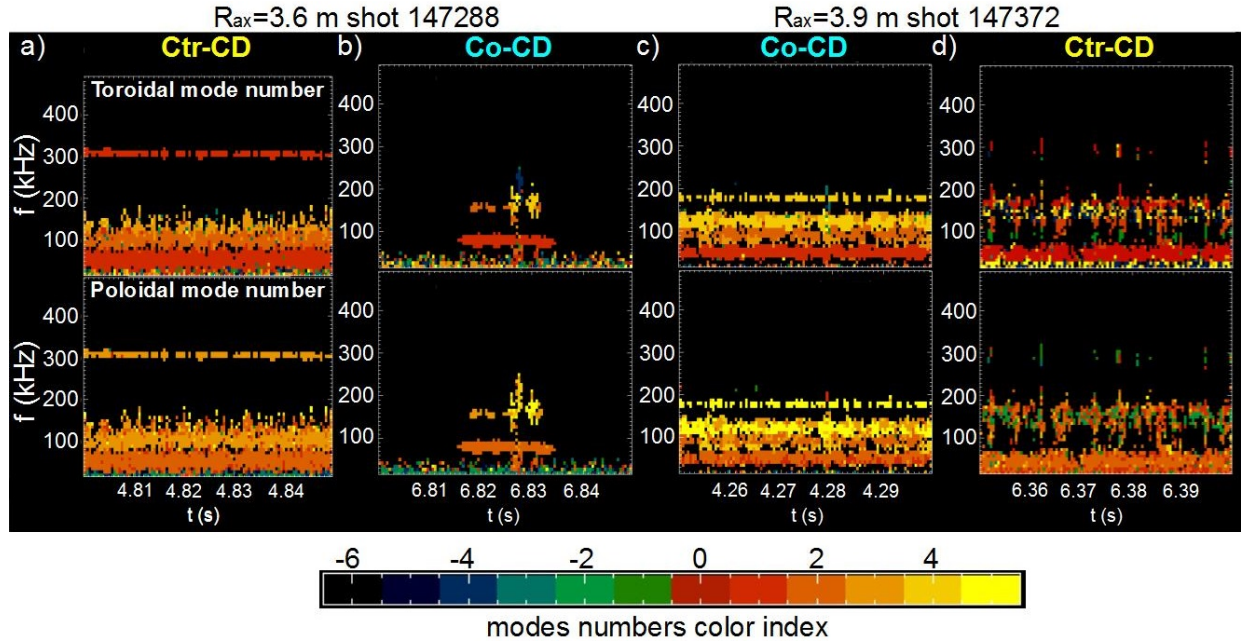 Rax=3.6 m shot 147288 Rax=3.9 m shot 147372
a) Ctr-CD b) Co-CD c) Co-CD d) Ctr-CD
Toroidal mode number
f (kHz)
400 300 200 100
400 300 200 100
400 300 200 100
400 300 200 100
Poloidal mode number
f (kHz)
400 300 200 100
400 300 200 100
400 300 200 100
400 300 200 100
4.81 4.82 4.83 4.84 6.81 6.82 6.83 6.84 4.26 4.27 4.28 4.29 6.36 6.37 6.38 6.39
t (s) t (s) t (s) t (s)
-6 -4 -2 0 2 4
modes numbers color index